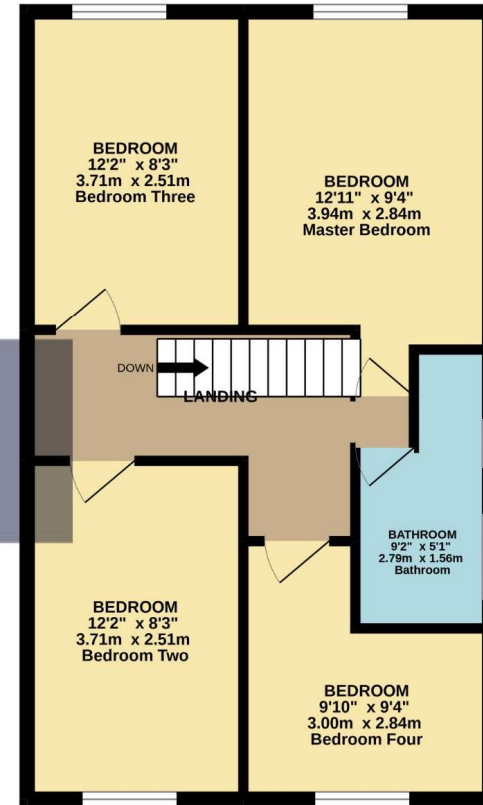 BEDROOM
12'2" x 8'3"
3.71m x 2.51m
Bedroom Three
BEDROOM
12'11" x 9'4"
3.94m x 2.84m
Master Bedroom
DOWN
LANDING
BATHROOM
9'2" x 5'1"
2.79m x 1.56m
Bathroom
BEDROOM
12'2" x 8'3"
3.71m x 2.51m
Bedroom Two
BEDROOM
9'10" x 9'4"
3.00m x 2.84m
Bedroom Four